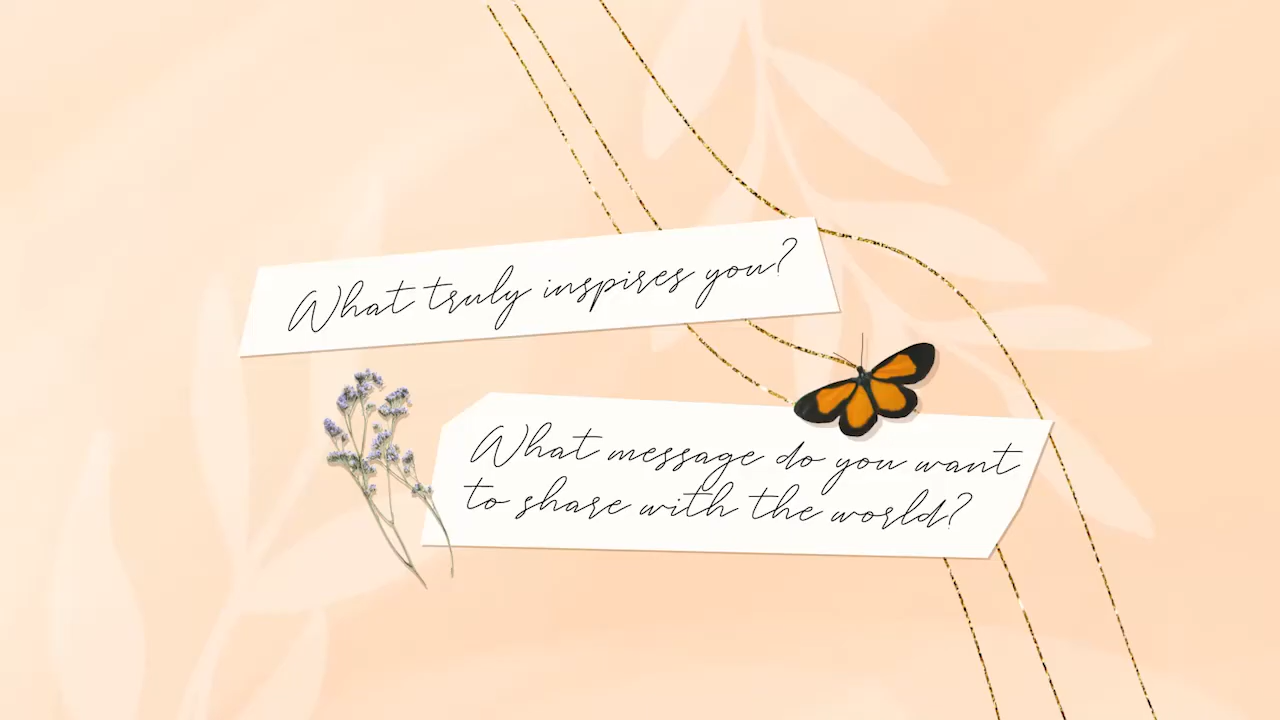 What truly inspires you?
What message do you want
to share with the world?